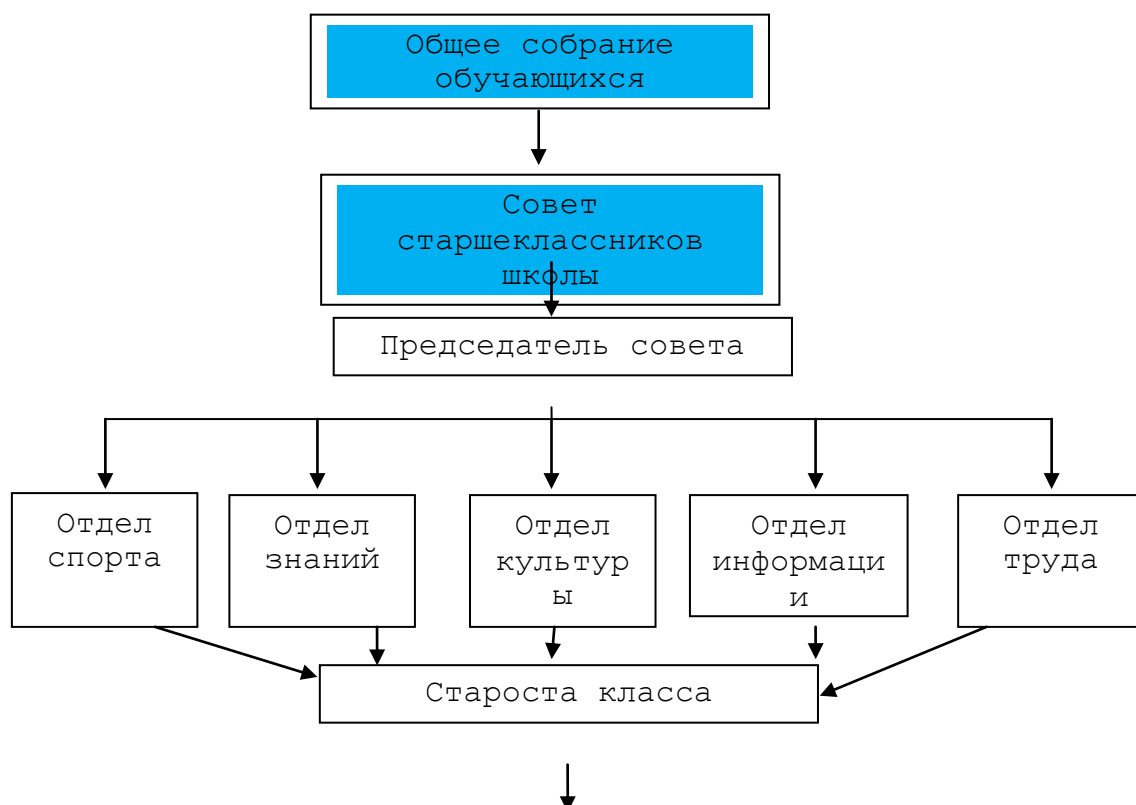 Общее собрание
обучающихся
Совет
старшеклассников
школы
Председатель совета
Отдел
спорта
Отдел
знаний
Отдел
культур
ы
Отдел
информаци
и
Отдел
труда
Староста класса